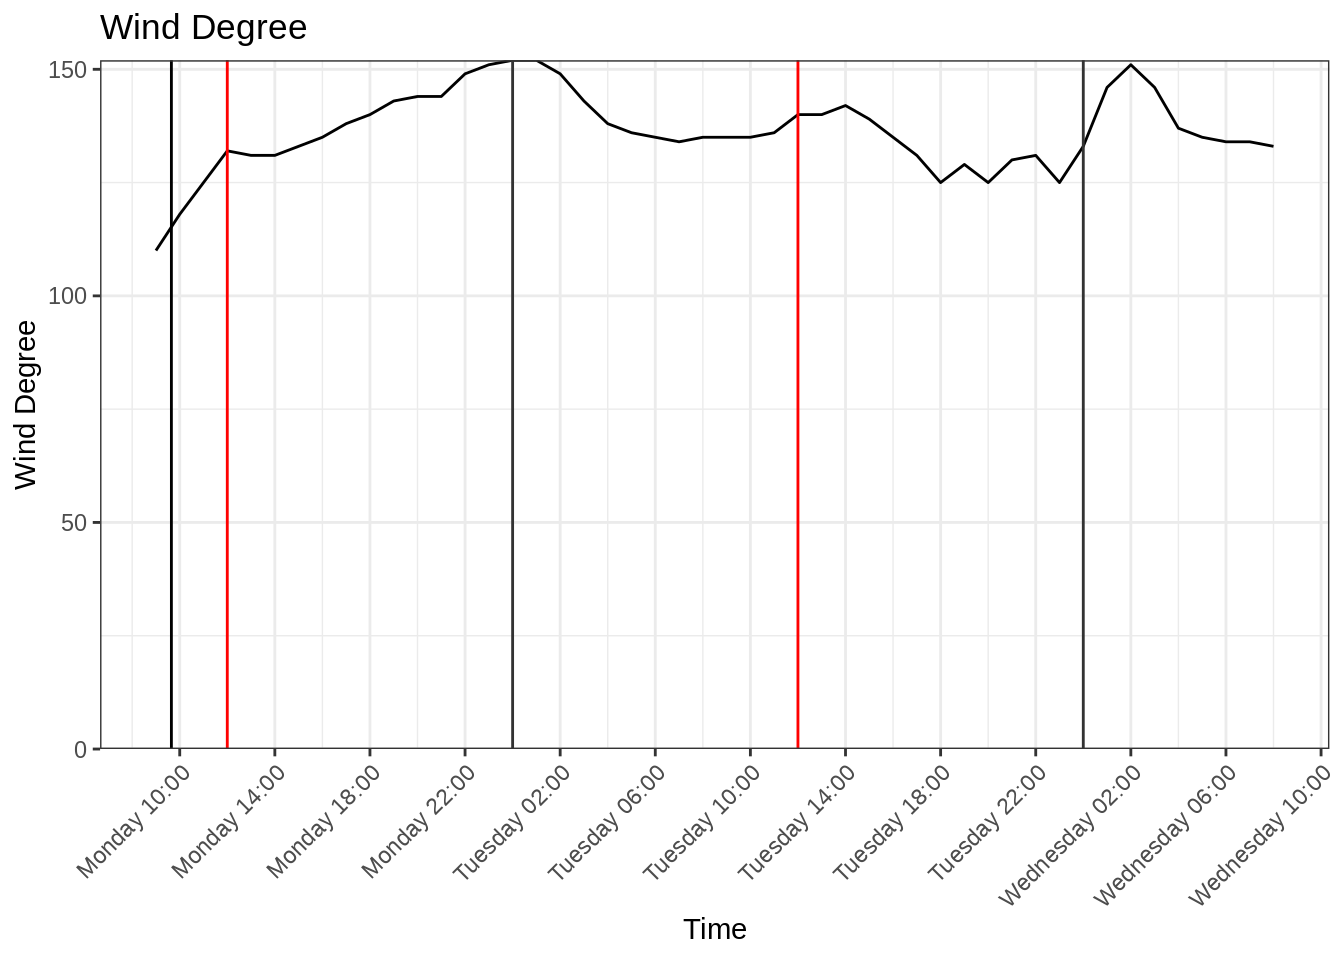 Wind Degree
Wind Degree
150
100
50
0
Monday 10:00
Monday 14:00
Monday 18:00
Monday 22:00
Tuesday 02:00
Tuesday 06:00
Tuesday 10:00
Tuesday 14:00
Tuesday 18:00
Tuesday 22:00
Wednesday 02:00
Wednesday 06:00
Wednesday 10:00
Time